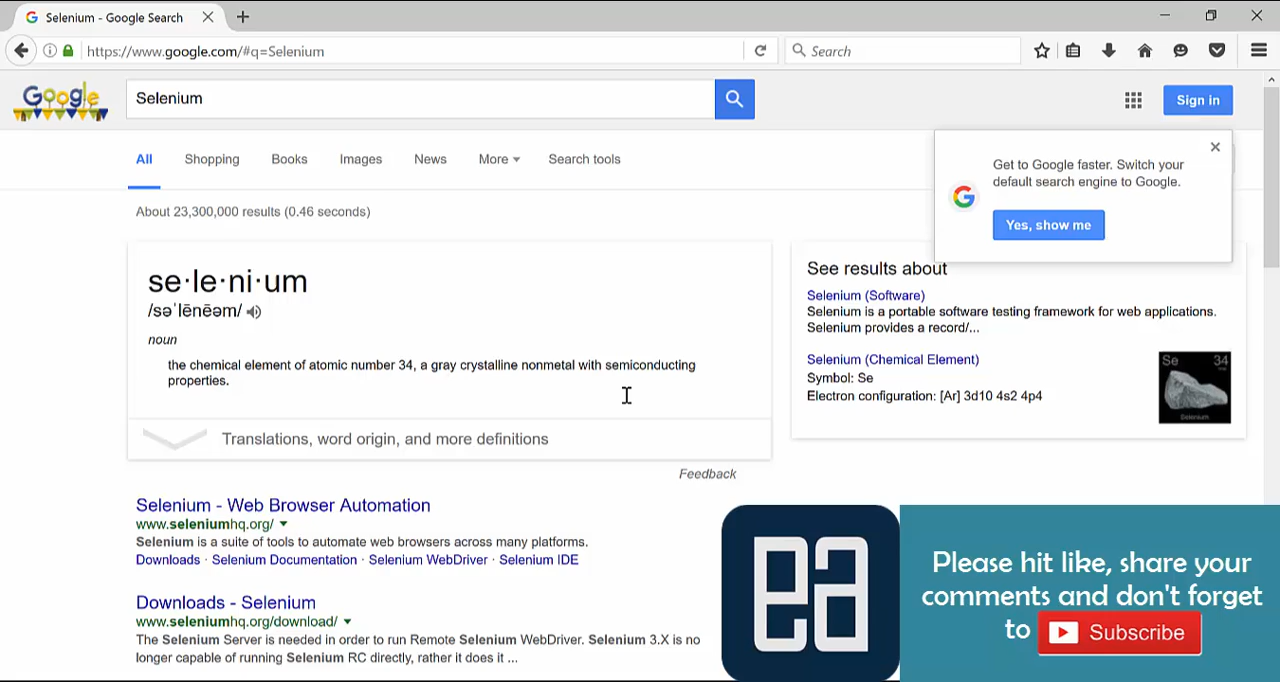 Selenium - Google Search
https://www.google.com/#q=Selenium
Search
Google
Selenium
Sign in
All Shopping Books Images News More Search tools
Get to Google faster. Switch your
default search engine to Google.
Yes, show me
About 23,300,000 results (0.46 seconds)
se·le·ni·um
/səˈlēnēəm/
noun
the chemical element of atomic number 34, a gray crystalline nonmetal with semiconducting
properties.
Translations, word origin, and more definitions
Feedback
See results about
Selenium (Software)
Selenium is a portable software testing framework for web applications.
Selenium provides a record/...
Selenium (Chemical Element)
Symbol: Se
Electron configuration: [Ar] 3d10 4s2 4p4
Se 34
Selenium
Selenium - Web Browser Automation
www.seleniumhq.org/
Selenium is a suite of tools to automate web browsers across many platforms.
Downloads · Selenium Documentation · Selenium WebDriver · Selenium IDE
Downloads - Selenium
www.seleniumhq.org/download/
The Selenium Server is needed in order to run Remote Selenium WebDriver. Selenium 3.X is no
longer capable of running Selenium RC directly, rather it does it ...
ea
Please hit like, share your
comments and don't forget
to Subscribe